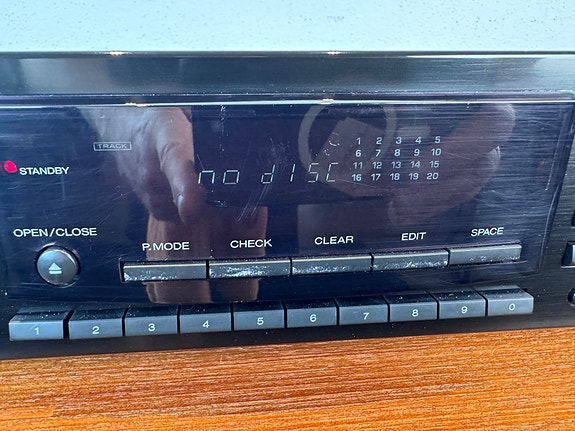 TRACK
1 2 3 4 5
6 7 8 9 10
STANDBY
no dISC
11 12 13 14 15
16 17 18 19 20
OPEN/CLOSE
P.MODE CHECK CLEAR EDIT SPACE
1 2 3 4 5 6 7 8 9 0